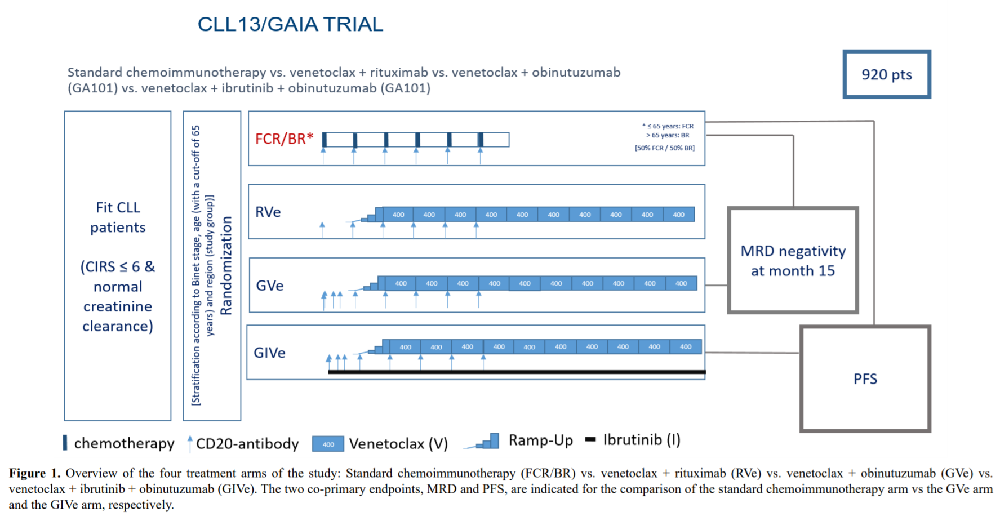 CLL13/GAIA TRIAL
920 pts
Standard chemoimmunotherapy vs. venetoclax + rituximab vs. venetoclax + obinutuzumab
(GA101) vs. venetoclax + ibrutinib + obinutuzumab (GA101)
Fit CLL
patients
(CIRS ≤ 6 &
normal
creatinine
clearance)
[Stratification according to Binet stage, age (with a cut-off of 65
years) and region (study group)]
Randomization
FCR/BR*
* ≤ 65 years: FCR
> 65 years: BR
[50% FCR / 50% BR]
RVe
400 400 400 400 400 400 400 400 400 400
GVe
400 400 400 400 400 400 400 400 400 400
GIVe
400 400 400 400 400 400 400 400 400 400
MRD negativity
at month 15
PFS
chemotherapy
CD20-antibody
400
Venetoclax (V)
Ramp-Up
Ibrutinib (I)
Figure 1. Overview of the four treatment arms of the study: Standard chemoimmunotherapy (FCR/BR) vs. venetoclax + rituximab (RVe) vs. venetoclax + obinutuzumab (GVe) vs.
venetoclax + ibrutinib + obinutuzumab (GIVe). The two co-primary endpoints, MRD and PFS, are indicated for the comparison of the standard chemoimmunotherapy arm vs the GVe arm
and the GIVe arm, respectively.